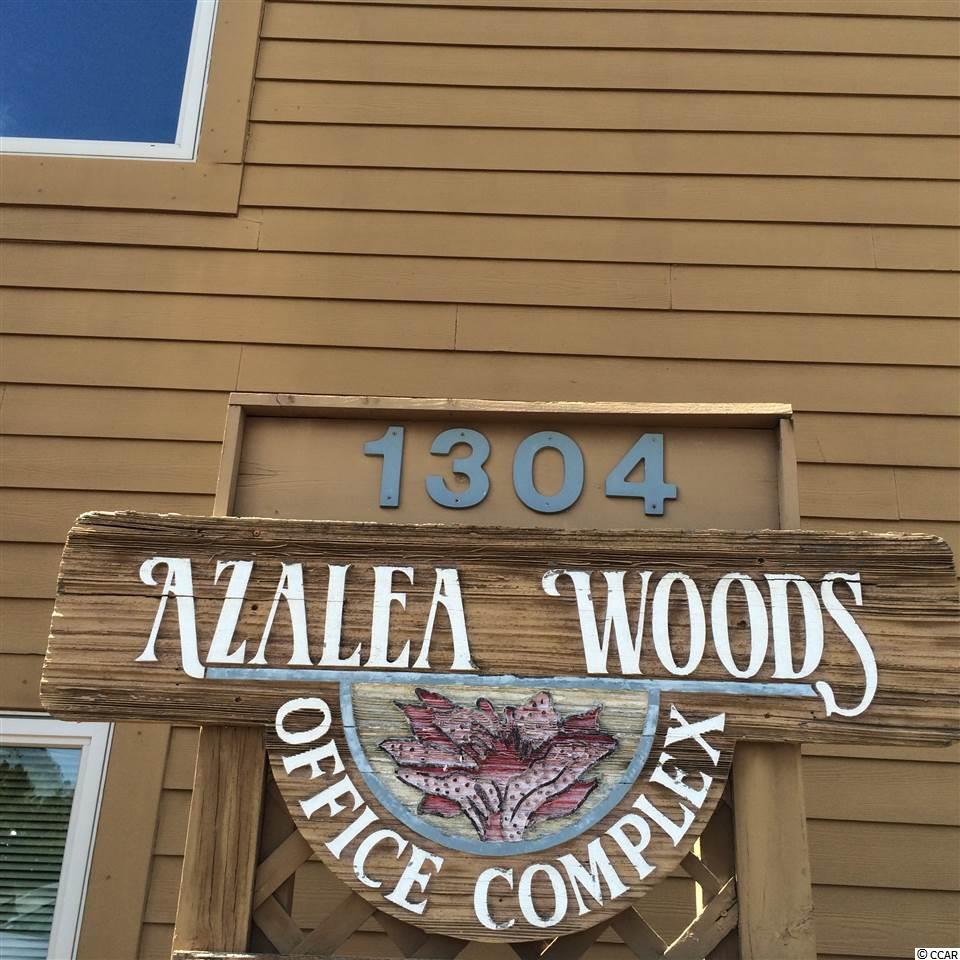 1304
AZALEA WOODS
OFFICE COMPLEX
© CCAR